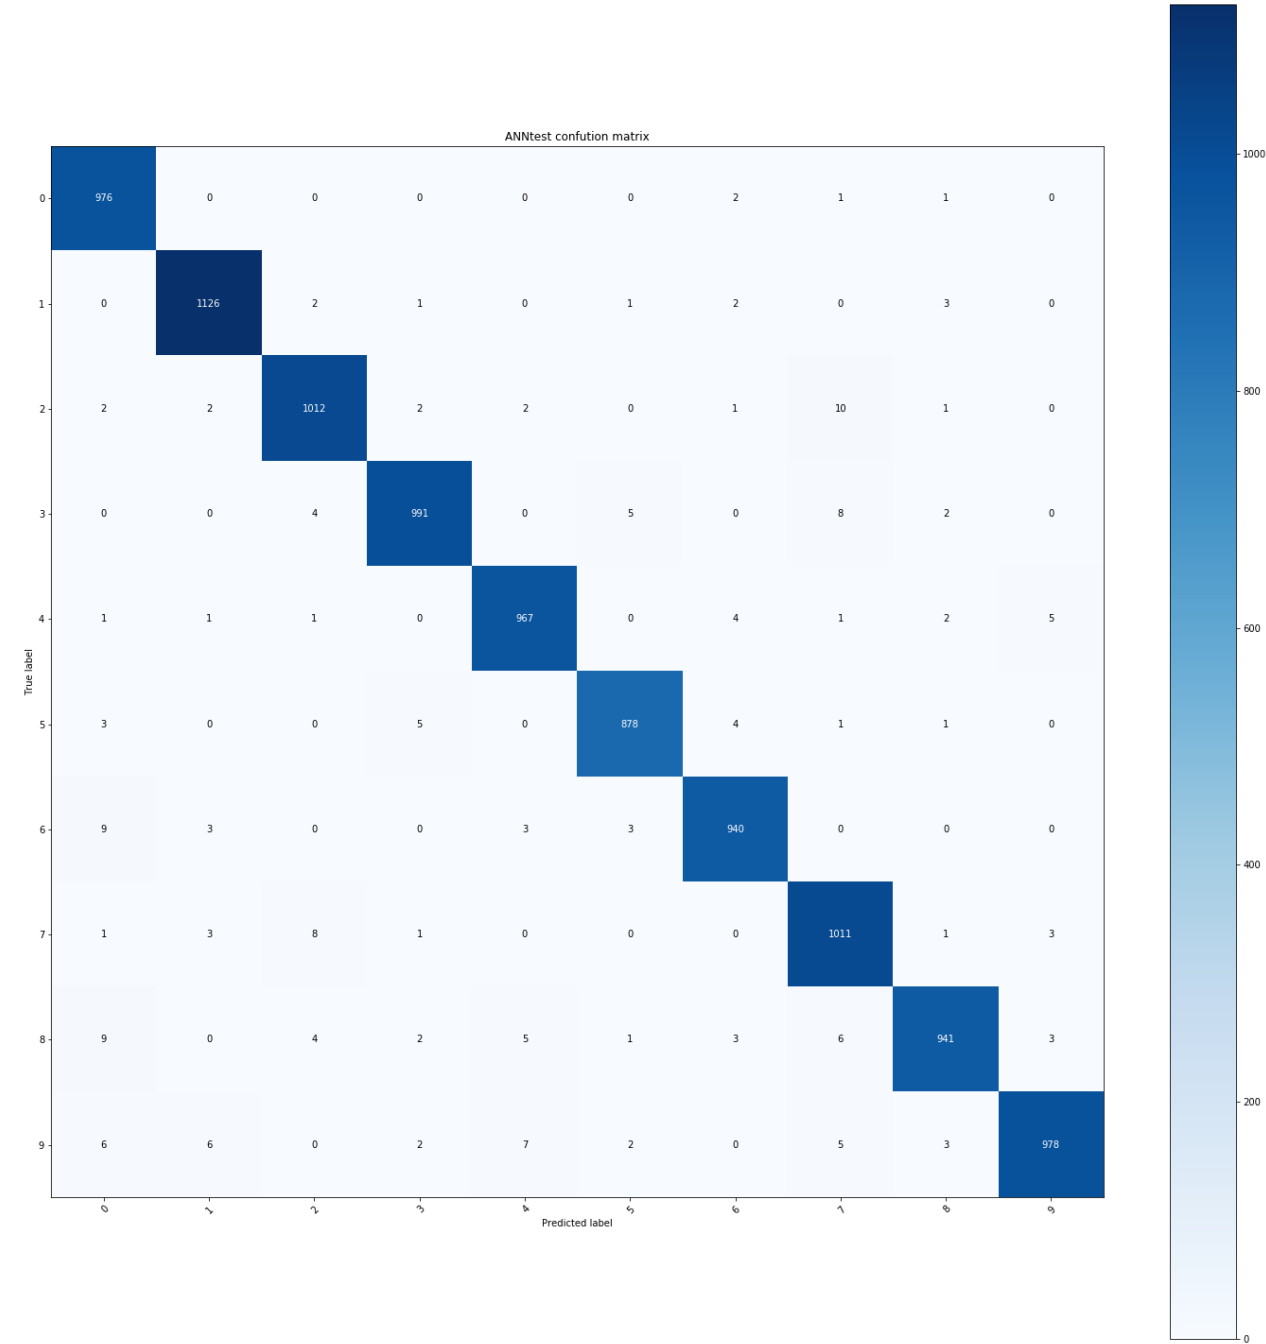 ANNtest confution matrix
0 976 0 0 0 0 0 2 1 1 0
1 0 1126 2 1 0 1 2 0 3 0
2 2 2 1012 2 2 0 1 10 1 0
3 0 0 4 991 0 5 0 8 2 0
4 1 1 1 0 967 0 4 1 2 5
5 3 0 0 5 0 878 4 1 1 0
6 9 3 0 0 3 3 940 0 0 0
7 1 3 8 1 0 0 0 1011 1 3
8 9 0 4 2 5 1 3 6 941 3
9 6 6 0 2 7 2 0 5 3 978
True label
0 1 2 3 4 5 6 7 8 9
Predicted label
1000
800
600
400
200
0